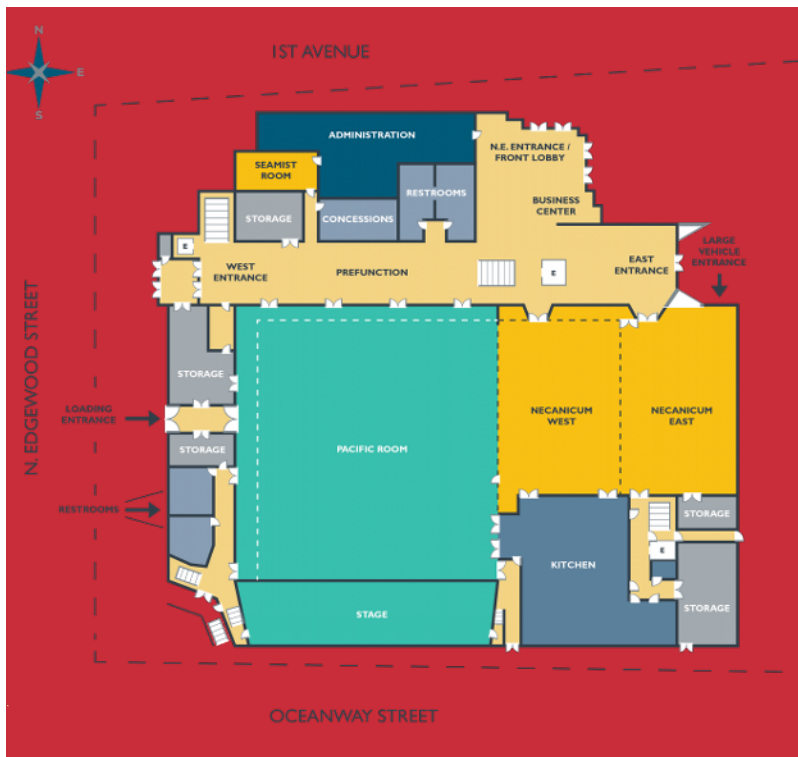 N
E
S
1ST AVENUE
ADMINISTRATION
N.E. ENTRANCE /
FRONT LOBBY
SEAMIST
ROOM
RESTROOMS
BUSINESS
CENTER
STORAGE
CONCESSIONS
E
WEST
ENTRANCE
PREFUNCTION
E
EAST
ENTRANCE
LARGE
VEHICLE
ENTRANCE
N. EDGEWOOD STREET
STORAGE
LOADING
ENTRANCE
NECANICUM
WEST
NECANICUM
EAST
STORAGE
PACIFIC ROOM
RESTROOMS
STORAGE
E
KITCHEN
STORAGE
STAGE
OCEANWAY STREET